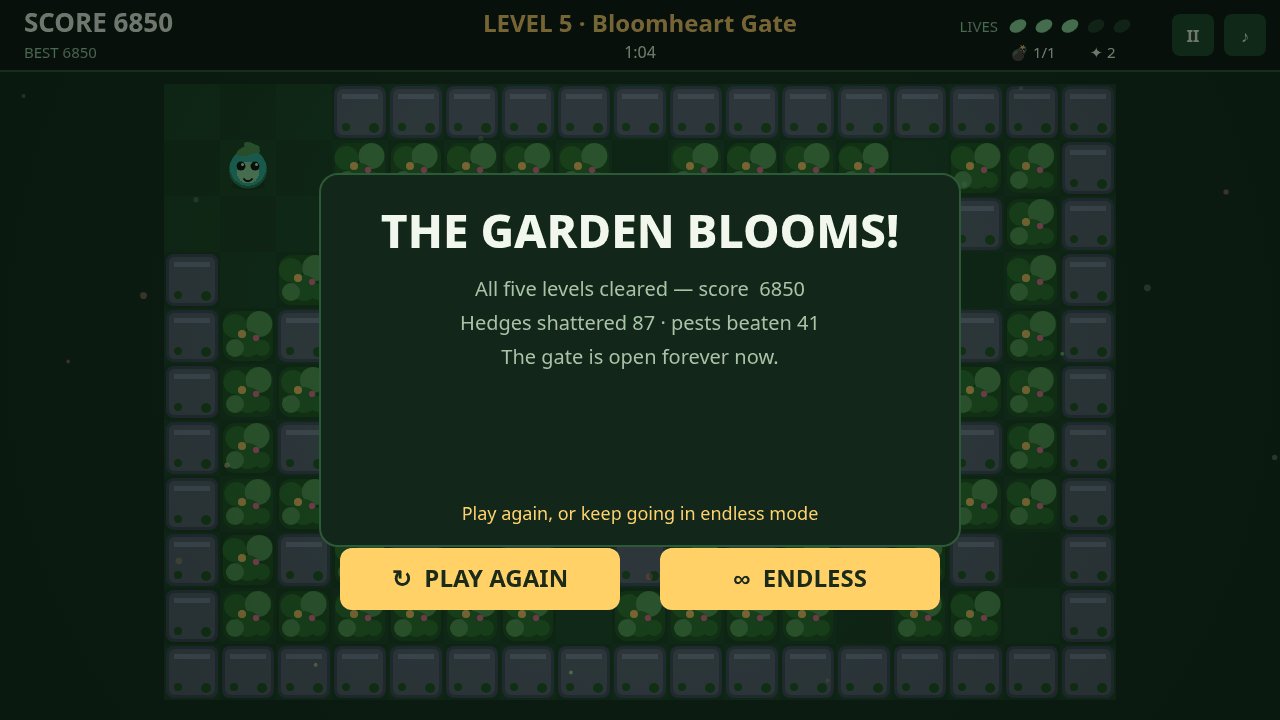 SCORE 6850
BEST 6850
LEVEL 5 · Bloomheart Gate
1:04
LIVES
💣 1/1 ✦ 2
II ♪
THE GARDEN BLOOMS!
All five levels cleared — score 6850
Hedges shattered 87 · pests beaten 41
The gate is open forever now.
Play again, or keep going in endless mode
↻ PLAY AGAIN
∞ ENDLESS